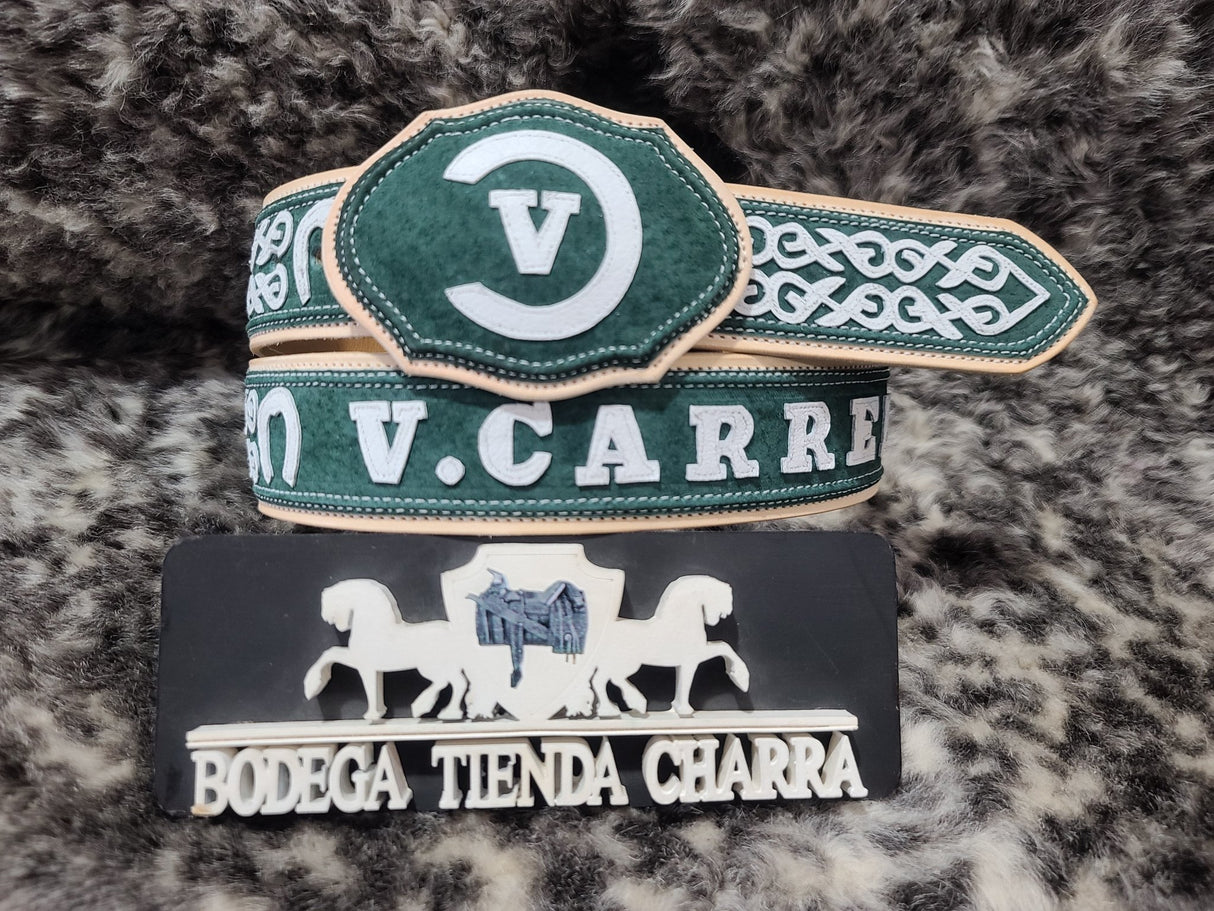 V
V.CARRE
BODEGA TIENDA CHARRA